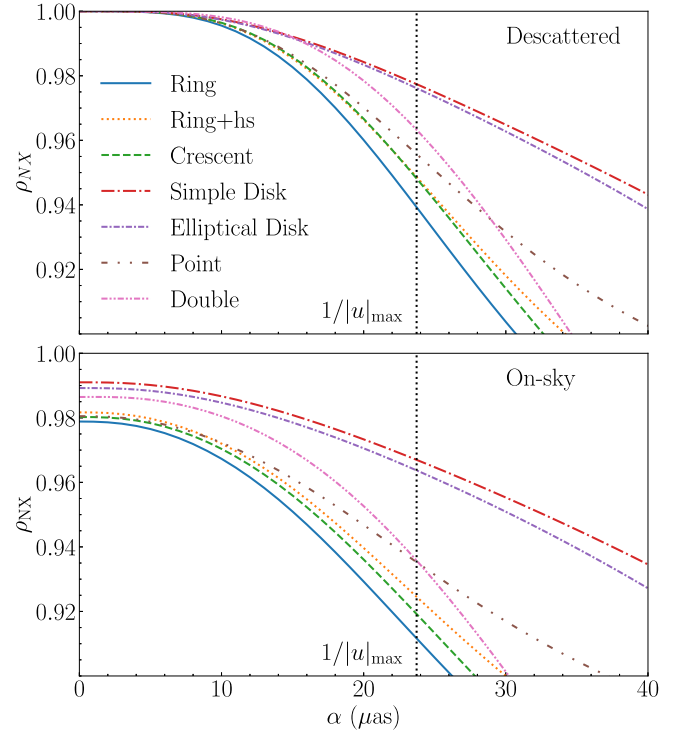 1.00
Descattered
0.98
Ring
Ring+hs
0.96
Crescent
ρNX
Simple Disk
0.94
Elliptical Disk
Point
0.92
Double
1/|u|max
1.00
On-sky
0.98
0.96
ρNX
0.94
0.92
1/|u|max
0 10 20 30 40
α (μas)